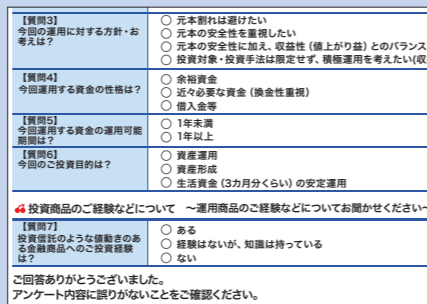 【質問3】
今回の運用に対する方針・お考えは？
○ 元本割れは避けたい
○ 元本の安全性を重視したい
○ 元本の安全性に加え、収益性（値上がり益）とのバランス
○ 投資対象・投資手法は限定せず、積極運用を考えたい(収
【質問4】
今回運用する資金の性格は？
○ 余裕資金
○ 近々必要な資金（換金性重視）
○ 借入金等
【質問5】
今回運用する資金の運用可能
期間は？
○ 1年未満
○ 1年以上
【質問6】
今回のご投資目的は？
○ 資産運用
○ 資産形成
○ 生活資金（3カ月分くらい）の安定運用
投資商品のご経験などについて ～運用商品のご経験などについてお聞かせください～
【質問7】
投資信託のような値動きのあ
る金融商品へのご投資経験
は？
○ ある
○ 経験はないが、知識は持っている
○ ない
ご回答ありがとうございました。
アンケート内容に誤りがないことをご確認ください。